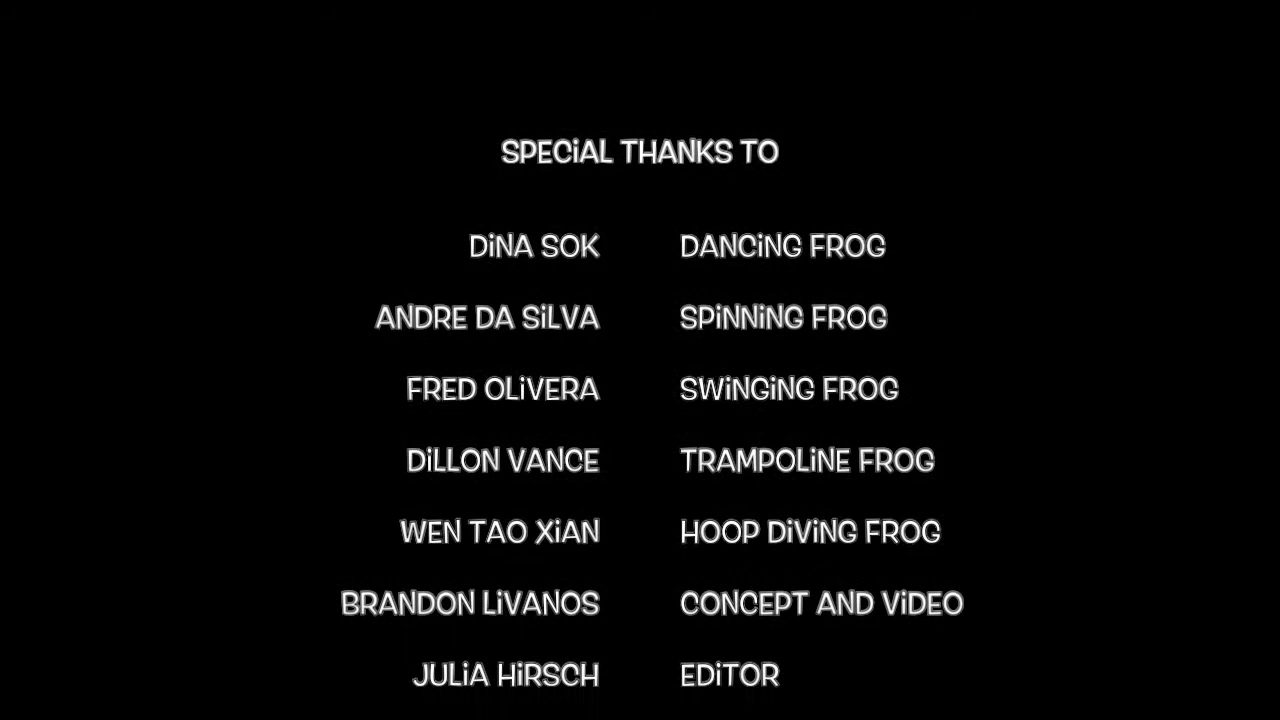 SPECiAL THANKS TO
DiNA SOK DANCiNG FROG
ANDRE DA SiLVA SPiNNiNG FROG
FRED OLiVERA SWiNGiNG FROG
DiLLON VANCE TRAMPOLiNE FROG
WEN TAO XiAN HOOP DiViNG FROG
BRANDON LiVANOS CONCEPT AND ViDEO
JULiA HiRSCH EDiTOR